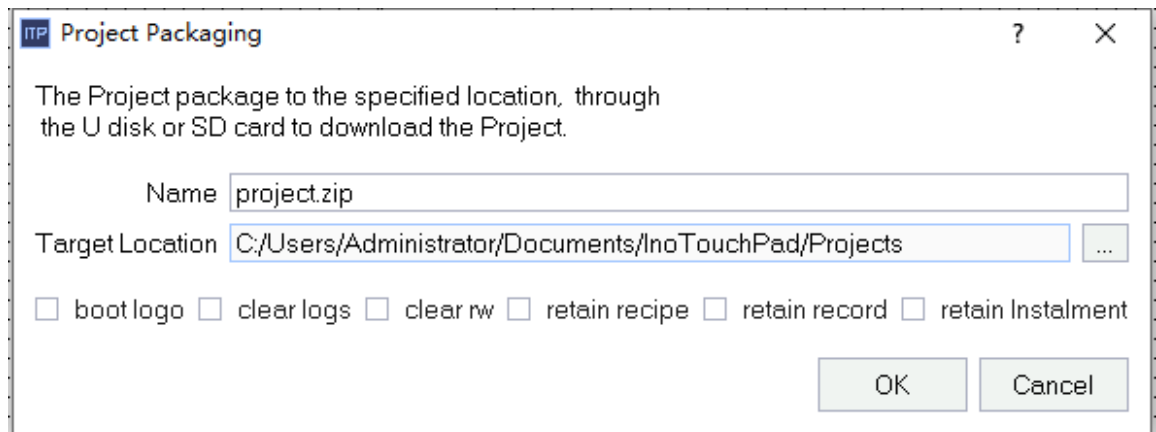 ITP Project Packaging ? X
The Project package to the specified location, through
the U disk or SD card to download the Project.
Name project.zip
Target Location C:/Users/Administrator/Documents/InoTouchPad/Projects ...
boot logo clear logs clear rw retain recipe retain record retain Instalment
OK Cancel